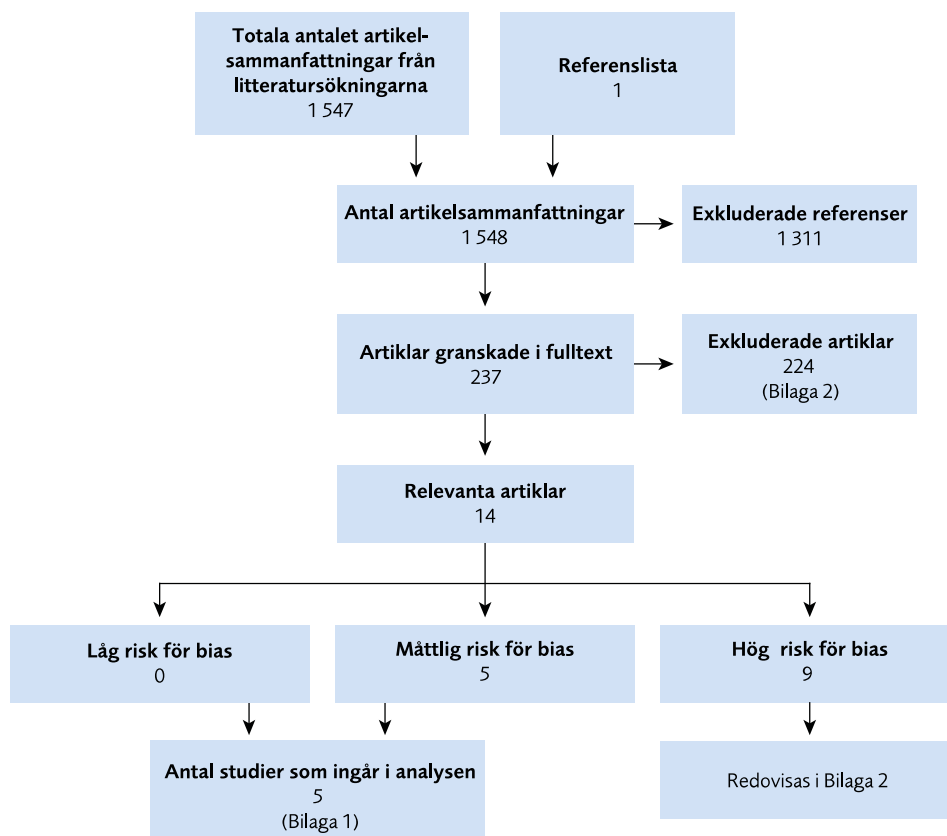 Totala antalet artikel-
sammanfattningar från
litteratursökningarna
1 547
Referenslista
1
Antal artikelsammanfattningar
1 548
Exkluderade referenser
1 311
Artiklar granskade i fulltext
237
Exkluderade artiklar
224
(Bilaga 2)
Relevanta artiklar
14
Låg risk för bias
0
Måttlig risk för bias
5
Hög risk för bias
9
Antal studier som ingår i analysen
5
(Bilaga 1)
Redovisas i Bilaga 2